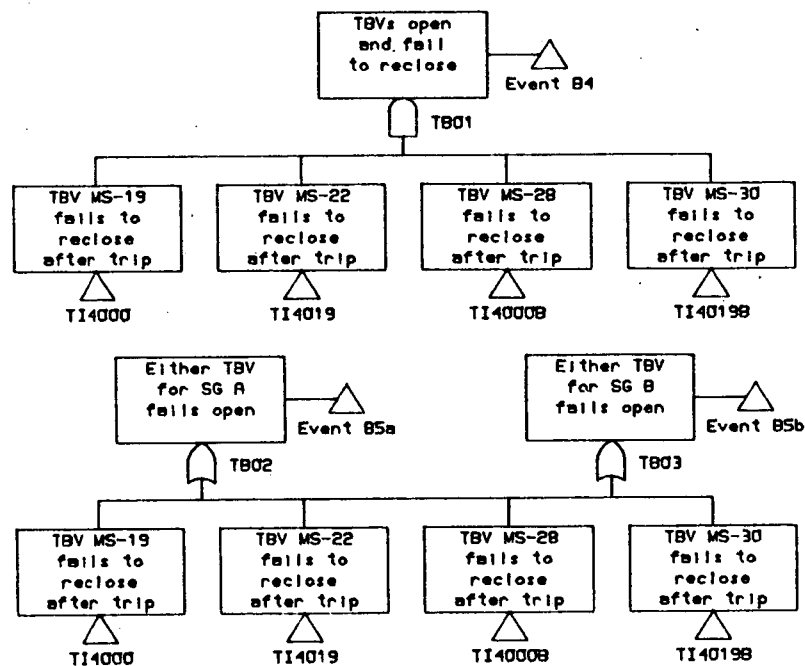 TBVs open
and fail
to reclose
Event B4
TB01
TBV MS-19
fails to
reclose
after trip
TI4000
TBV MS-22
fails to
reclose
after trip
TI4019
TBV MS-28
fails to
reclose
after trip
TI4000B
TBV MS-30
fails to
reclose
after trip
TI4019B
Either TBV
for SG A
fails open
Event B5a
TB02
Either TBV
for SG B
fails open
Event B5b
TB03
TBV MS-19
fails to
reclose
after trip
TI4000
TBV MS-22
fails to
reclose
after trip
TI4019
TBV MS-28
fails to
reclose
after trip
TI4000B
TBV MS-30
fails to
reclose
after trip
TI4019B